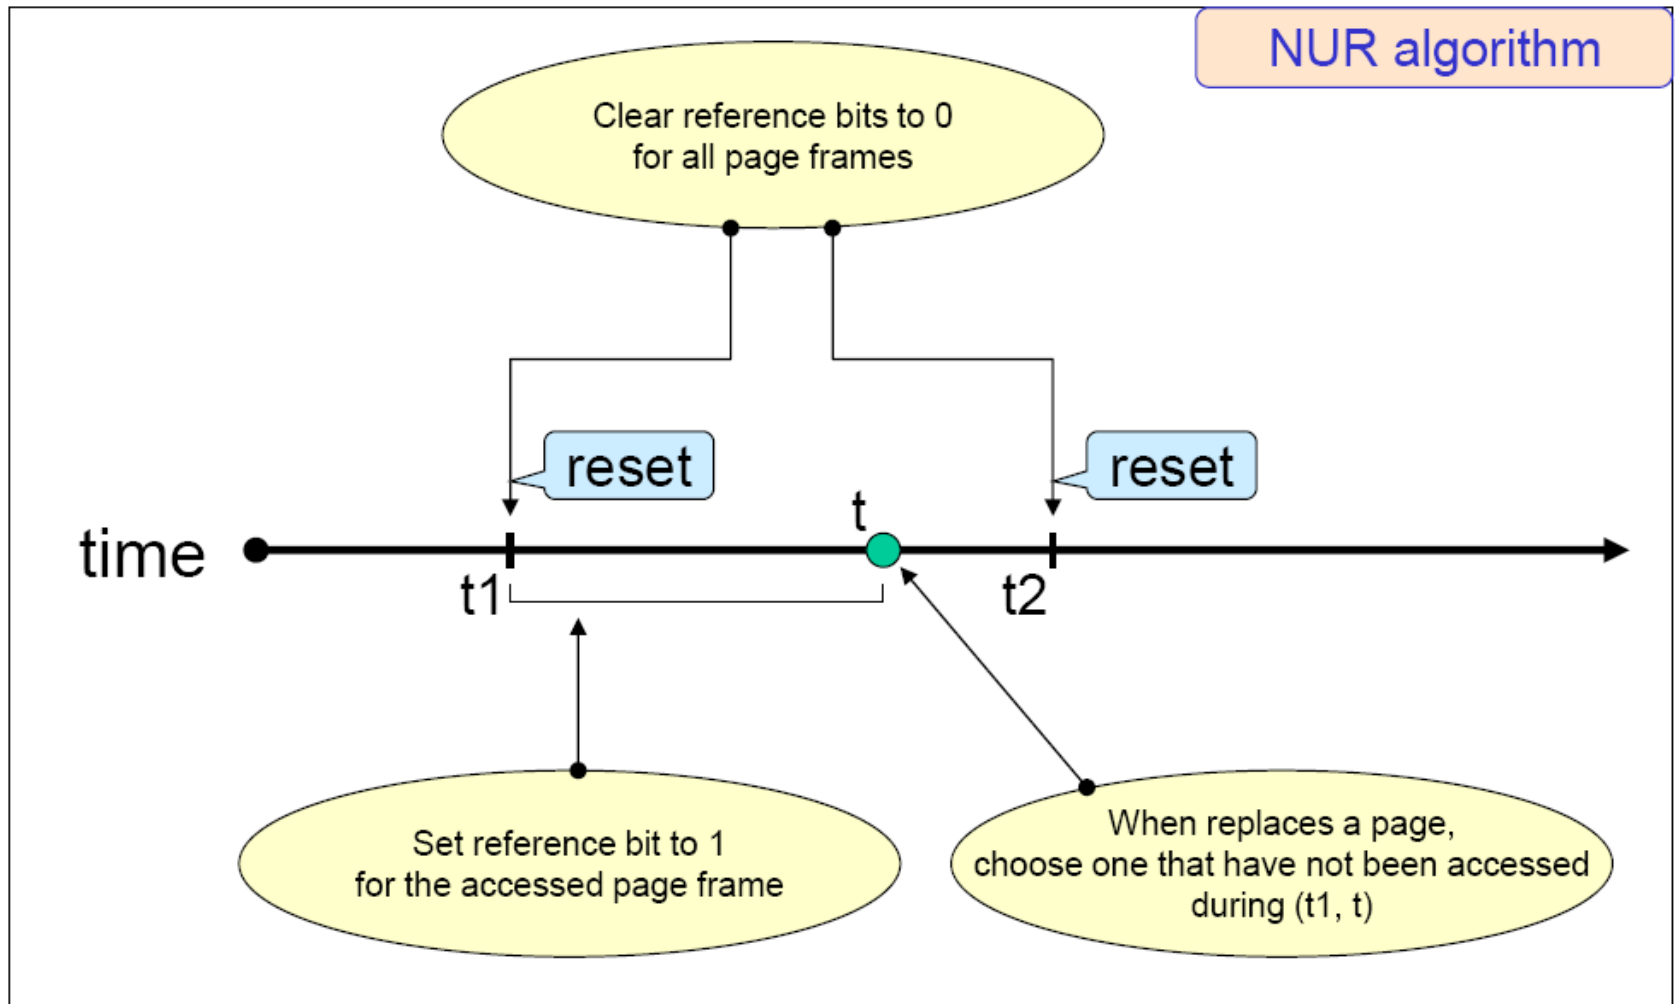 NUR algorithm
Clear reference bits to 0
for all page frames
reset
reset
t
time
t1
t2
Set reference bit to 1
for the accessed page frame
When replaces a page,
choose one that have not been accessed
during (t1, t)